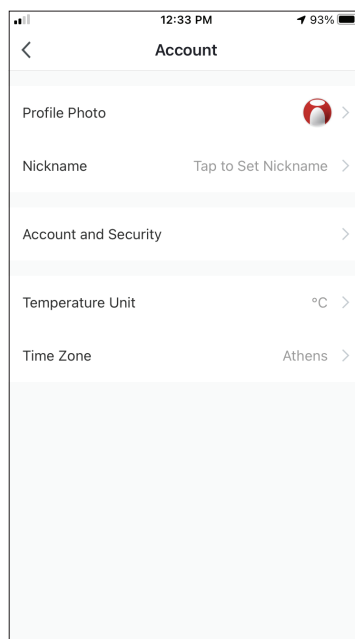 12:33 PM 93%
Account
Profile Photo
Nickname Tap to Set Nickname
Account and Security
Temperature Unit °C
Time Zone Athens